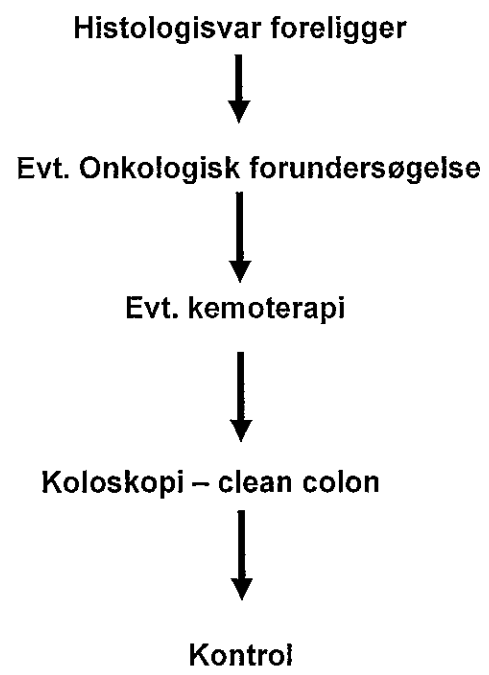 Histologisvar foreligger
Evt. Onkologisk forundersøgelse
Evt. kemoterapi
Koloskopi – clean colon
Kontrol